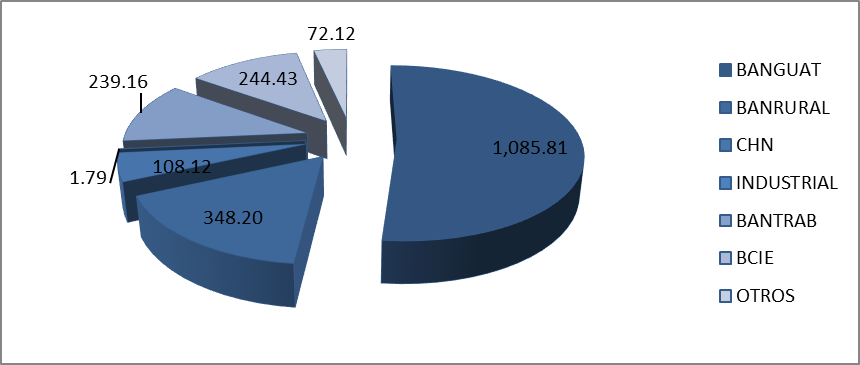 72.12
244.43
239.16
1,085.81
1.79
108.12
348.20
BANGUAT
BANRURAL
CHN
INDUSTRIAL
BANTRAB
BCIE
OTROS